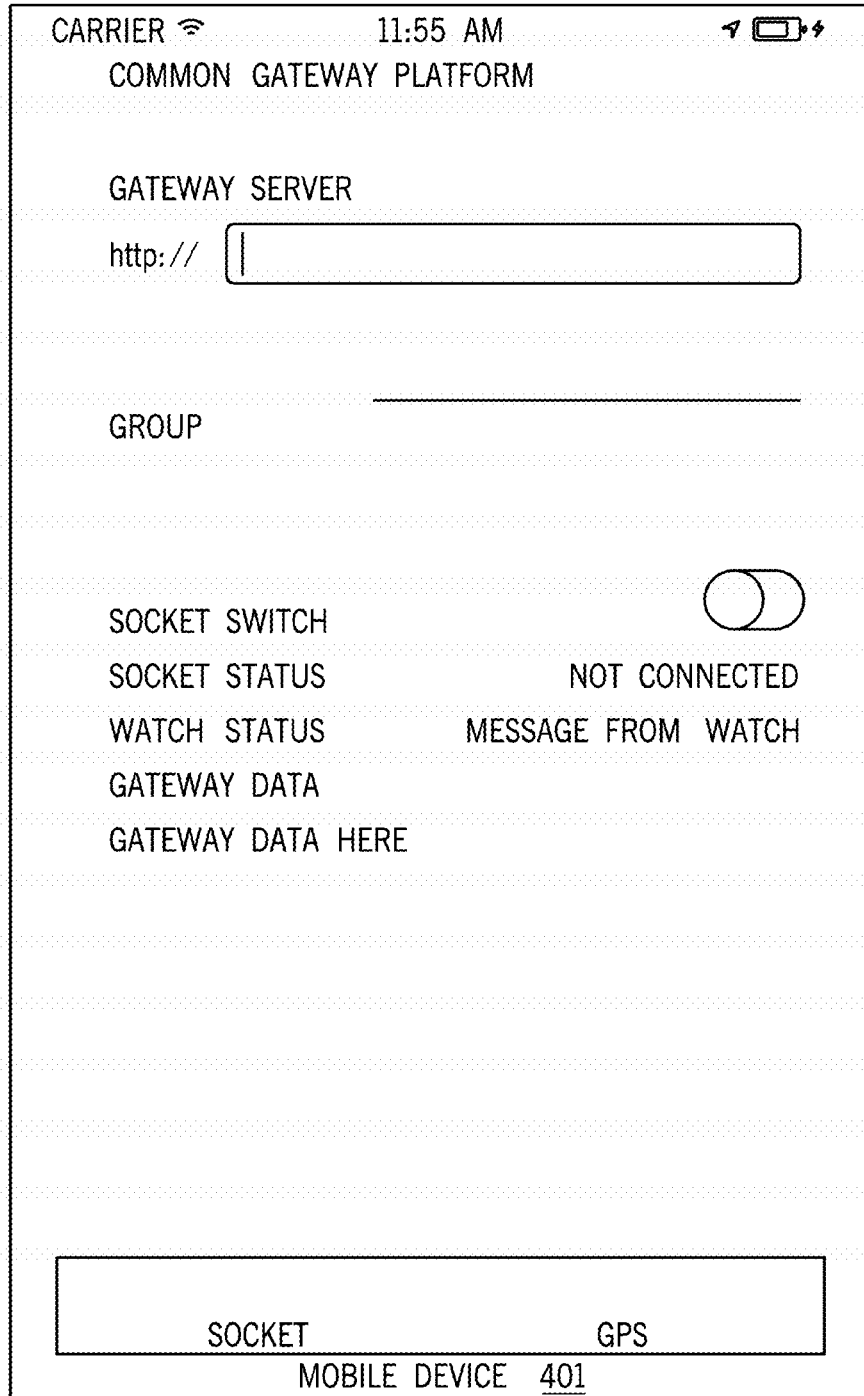 CARRIER 11:55 AM
COMMON GATEWAY PLATFORM
GATEWAY SERVER
http://
GROUP
SOCKET SWITCH
SOCKET STATUS NOT CONNECTED
WATCH STATUS MESSAGE FROM WATCH
GATEWAY DATA
GATEWAY DATA HERE
SOCKET GPS
MOBILE DEVICE 401